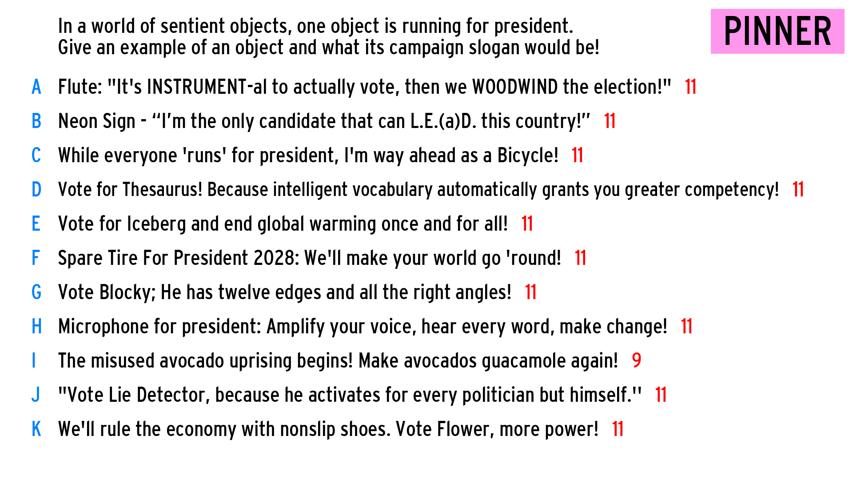 In a world of sentient objects, one object is running for president.
Give an example of an object and what its campaign slogan would be!
PINNER
A Flute: "It's INSTRUMENT-al to actually vote, then we WOODWIND the election!" 11
B Neon Sign - “I’m the only candidate that can L.E.(a)D. this country!” 11
C While everyone 'runs' for president, I'm way ahead as a Bicycle! 11
D Vote for Thesaurus! Because intelligent vocabulary automatically grants you greater competency! 11
E Vote for Iceberg and end global warming once and for all! 11
F Spare Tire For President 2028: We'll make your world go 'round! 11
G Vote Blocky; He has twelve edges and all the right angles! 11
H Microphone for president: Amplify your voice, hear every word, make change! 11
I The misused avocado uprising begins! Make avocados guacamole again! 9
J "Vote Lie Detector, because he activates for every politician but himself.'' 11
K We'll rule the economy with nonslip shoes. Vote Flower, more power! 11